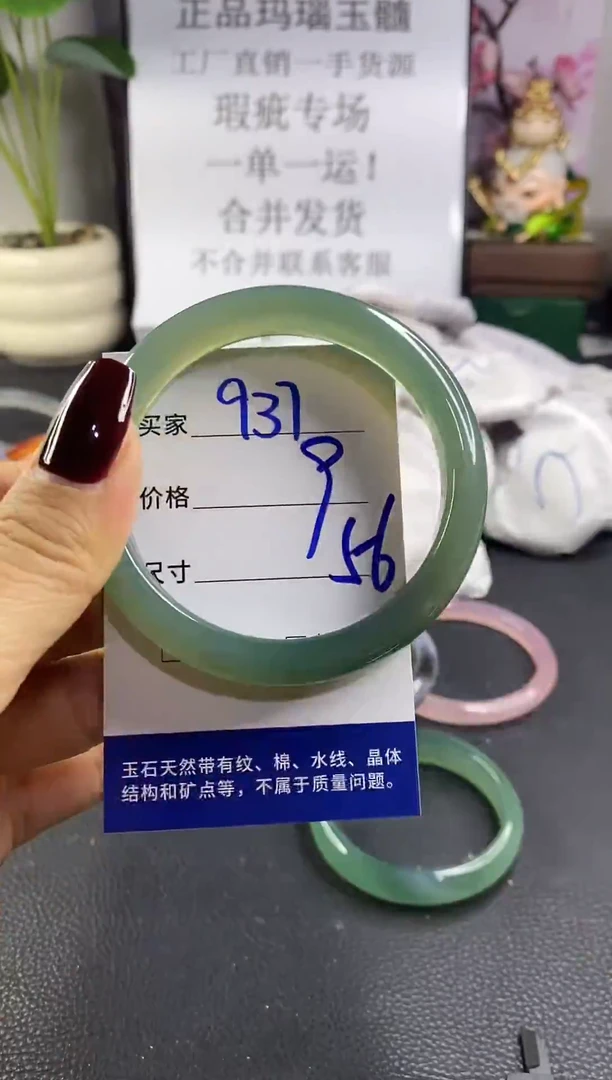 正品玛瑙玉髓
工厂直销一手货源
瑕疵专场
一单一运!
合并发货
不合并联系客服
买家 937
价格 9
尺寸 56
玉石天然带有纹、棉、水线、晶体
结构和矿点等，不属于质量问题。